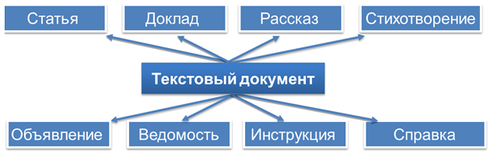 Статья
Доклад
Рассказ
Стихотворение
Текстовый документ
Объявление
Ведомость
Инструкция
Справка